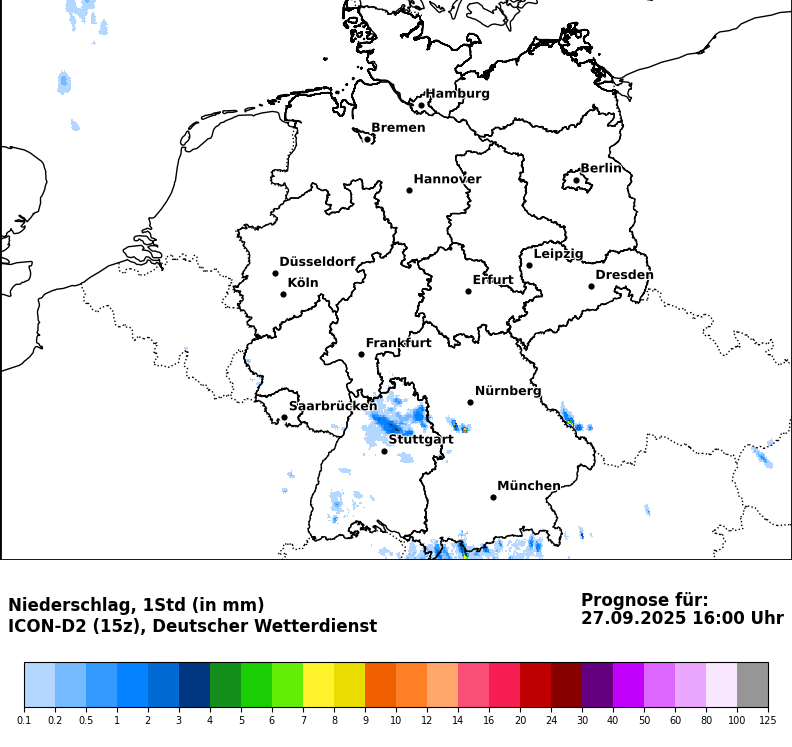 Hamburg
Bremen
Berlin
Hannover
Leipzig
Düsseldorf
Dresden
Köln
Erfurt
Frankfurt
Nürnberg
Saarbrücken
Stuttgart
München
Niederschlag, 1Std (in mm)
ICON-D2 (15z), Deutscher Wetterdienst
Prognose für:
27.09.2025 16:00 Uhr
0.1 0.2 0.5 1 2 3 4 5 6 7 8 9 10 12 14 16 20 24 30 40 50 60 80 100 125